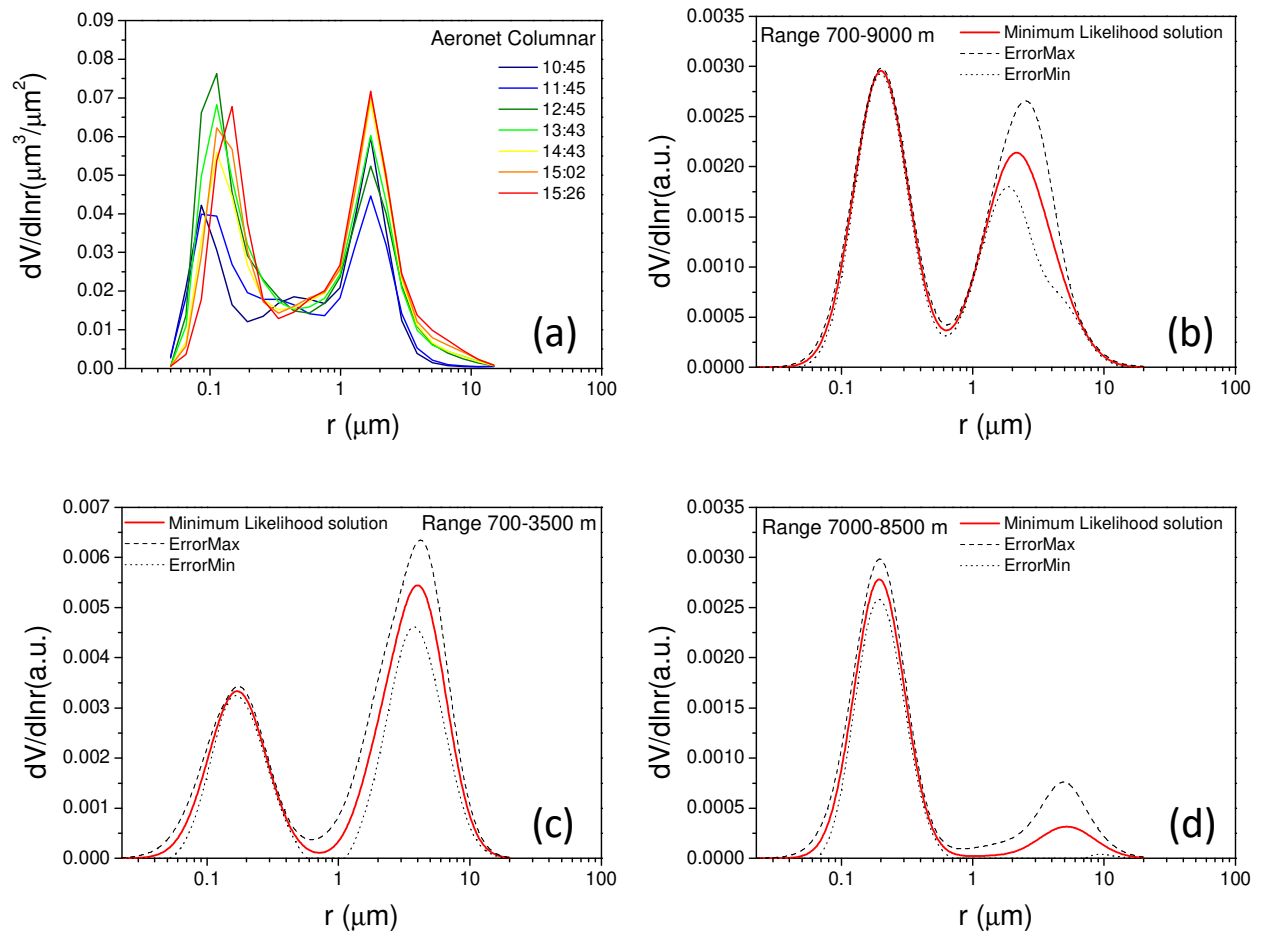 0.09
0.08
0.07
0.06
0.05
0.04
0.03
0.02
0.01
0.00
dV/dlnr(μm³/μm²)
Aeronet Columnar
10:45
11:45
12:45
13:43
14:43
15:02
15:26
(a)
0.1 1 10 100
r (μm)
0.0035
0.0030
0.0025
0.0020
0.0015
0.0010
0.0005
0.0000
dV/dlnr(a.u.)
Range 700-9000 m
Minimum Likelihood solution
ErrorMax
ErrorMin
(b)
0.1 1 10 100
r (μm)
0.007
0.006
0.005
0.004
0.003
0.002
0.001
0.000
dV/dlnr(a.u.)
Minimum Likelihood solution
ErrorMax
ErrorMin
Range 700-3500 m
(c)
0.1 1 10 100
r (μm)
0.0035
0.0030
0.0025
0.0020
0.0015
0.0010
0.0005
0.0000
dV/dlnr(a.u.)
Range 7000-8500 m
Minimum Likelihood solution
ErrorMax
ErrorMin
(d)
0.1 1 10 100
r (μm)